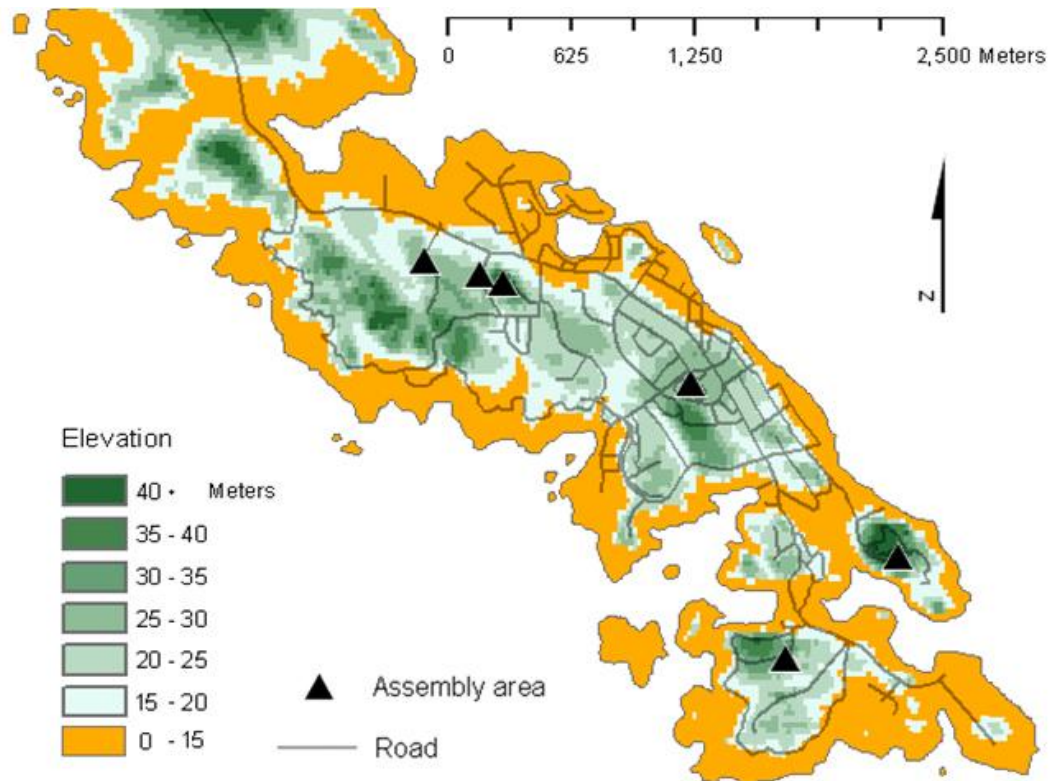 0 625 1,250 2,500 Meters
N
Elevation
40 + Meters
35 - 40
30 - 35
25 - 30
20 - 25
15 - 20
0 - 15
Assembly area
Road